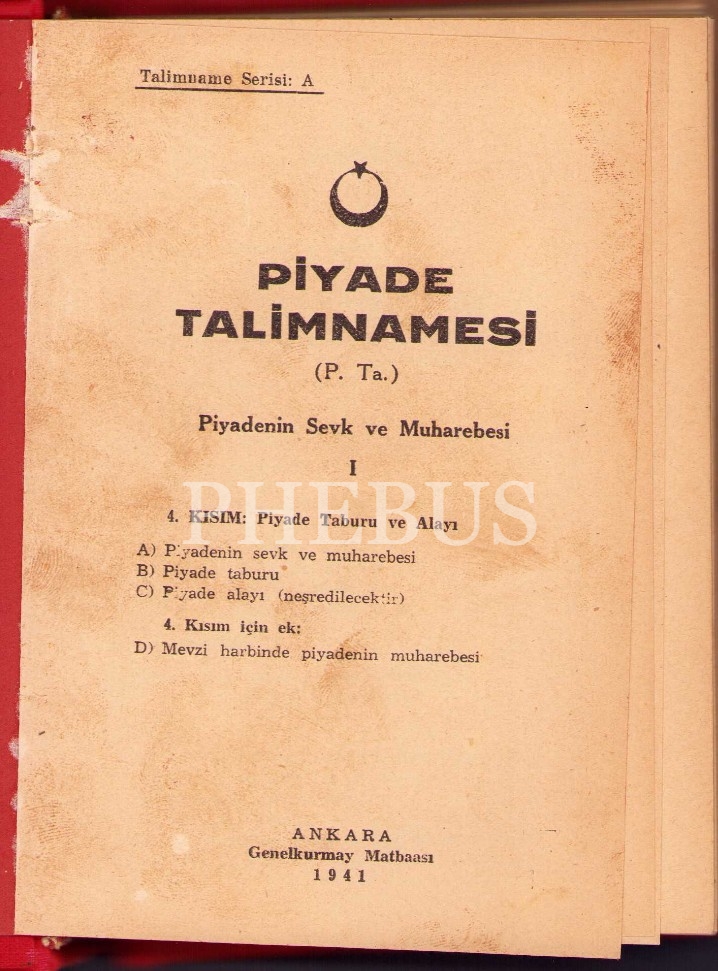 Talimname Serisi: A
PİYADE
TALİMNAMESİ
(P. Ta.)
Piyadenin Sevk ve Muharebesi
I
PHEBUS
4. KISIM: Piyade Taburu ve Alayı
A) Piyadenin sevk ve muharebesi
B) Piyade taburu
C) Piyade alayı (neşredilecektir)
4. Kısım için ek:
D) Mevzi harbinde piyadenin muharebesi
ANKARA
Genelkurmay Matbaası
1941